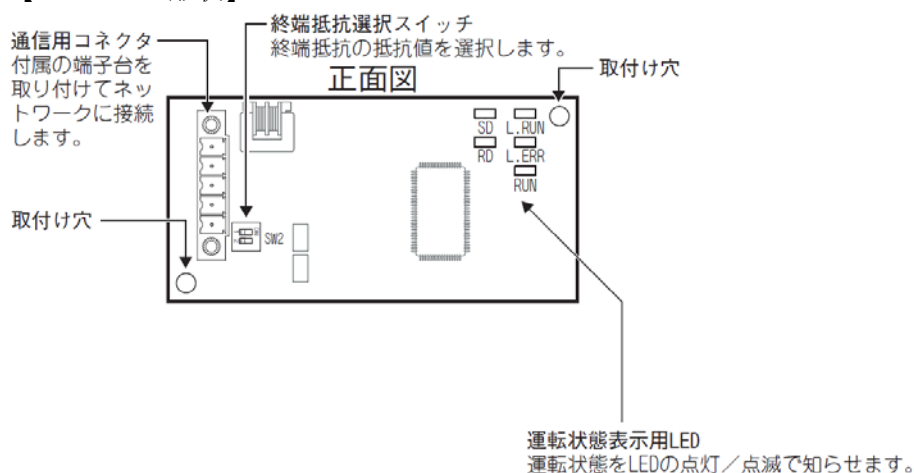 終端抵抗選択スイッチ
終端抵抗の抵抗値を選択します。
通信用コネクタ
付属の端子台を
取り付けてネッ
トワークに接続
します。
正面図
取付け穴
SD L.RUN
RD L.ERR
RUN
取付け穴
SW2
運転状態表示用LED
運転状態をLEDの点灯／点滅で知らせます。